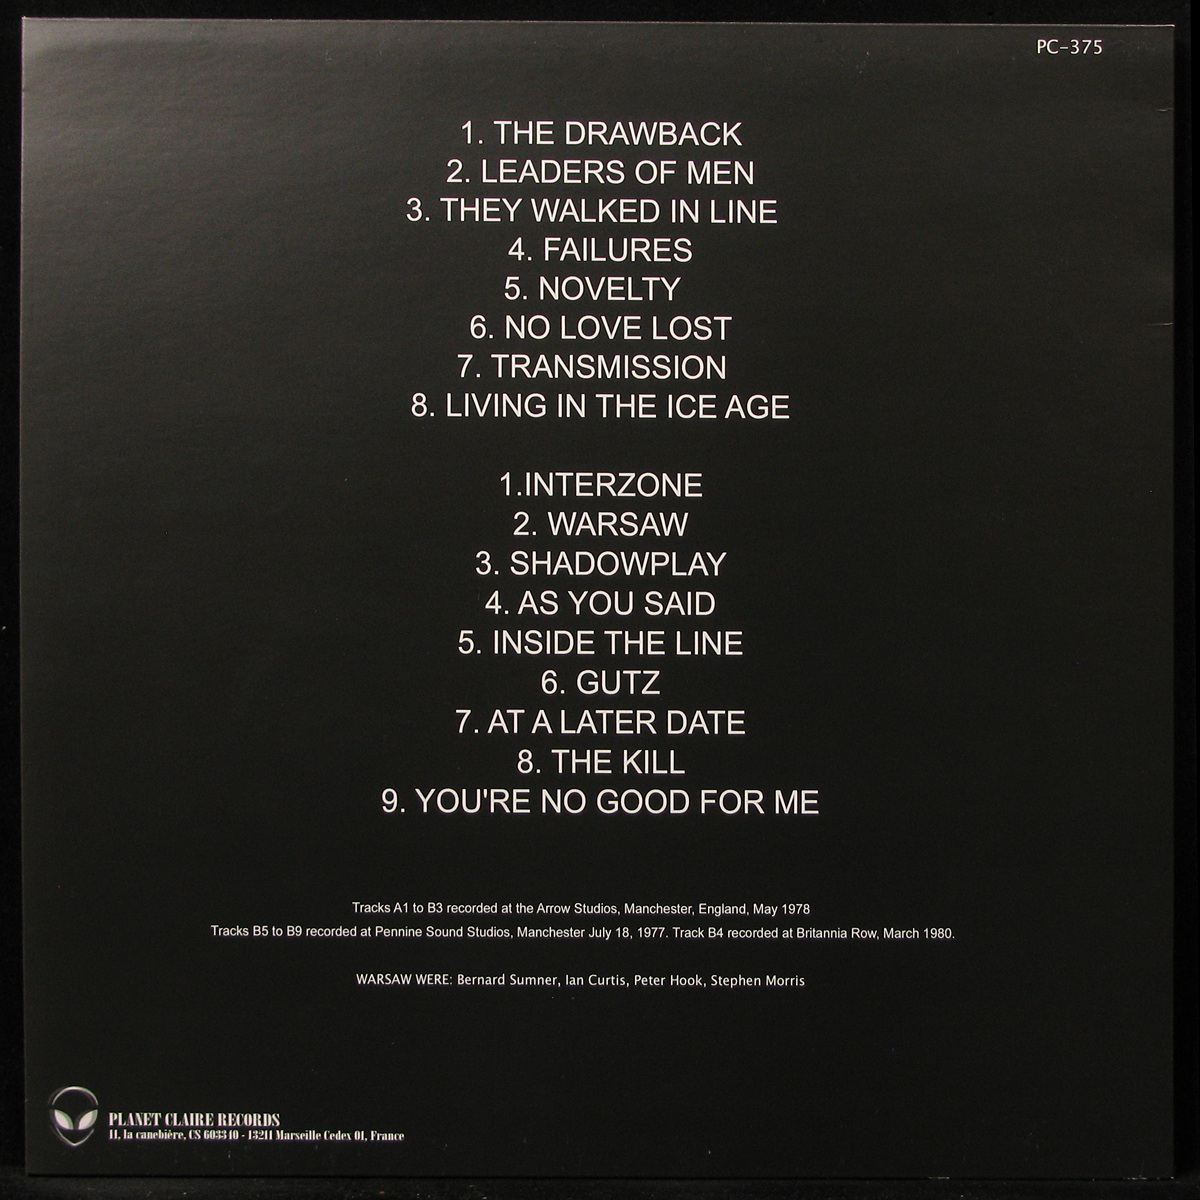 PC-375
1. THE DRAWBACK
2. LEADERS OF MEN
3. THEY WALKED IN LINE
4. FAILURES
5. NOVELTY
6. NO LOVE LOST
7. TRANSMISSION
8. LIVING IN THE ICE AGE
1.INTERZONE
2. WARSAW
3. SHADOWPLAY
4. AS YOU SAID
5. INSIDE THE LINE
6. GUTZ
7. AT A LATER DATE
8. THE KILL
9. YOU'RE NO GOOD FOR ME
Tracks A1 to B3 recorded at the Arrow Studios, Manchester, England, May 1978
Tracks B5 to B9 recorded at Pennine Sound Studios, Manchester July 18, 1977. Track B4 recorded at Britannia Row, March 1980.
WARSAW WERE: Bernard Sumner, Ian Curtis, Peter Hook, Stephen Morris
PLANET CLAIRE RECORDS
11, la canebière, CS 603340 - 13211 Marseille Cedex 01, France